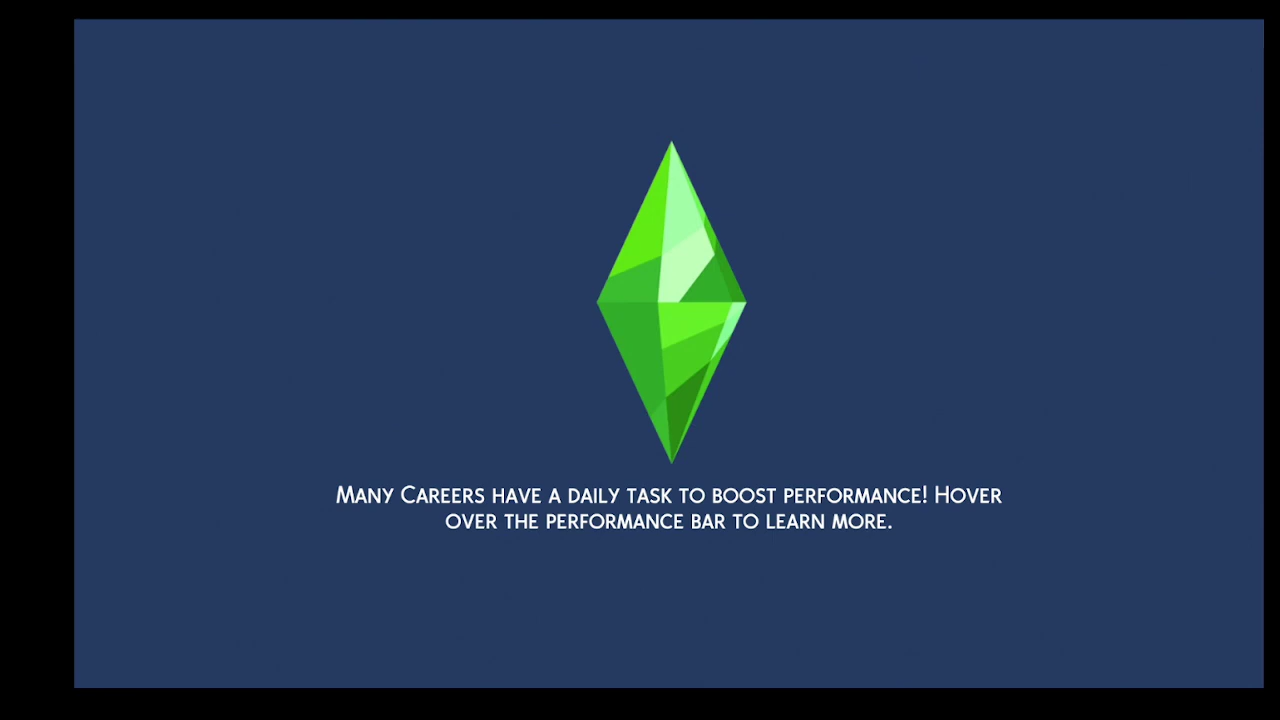 Many Careers have a daily task to boost performance! Hover
over the performance bar to learn more.